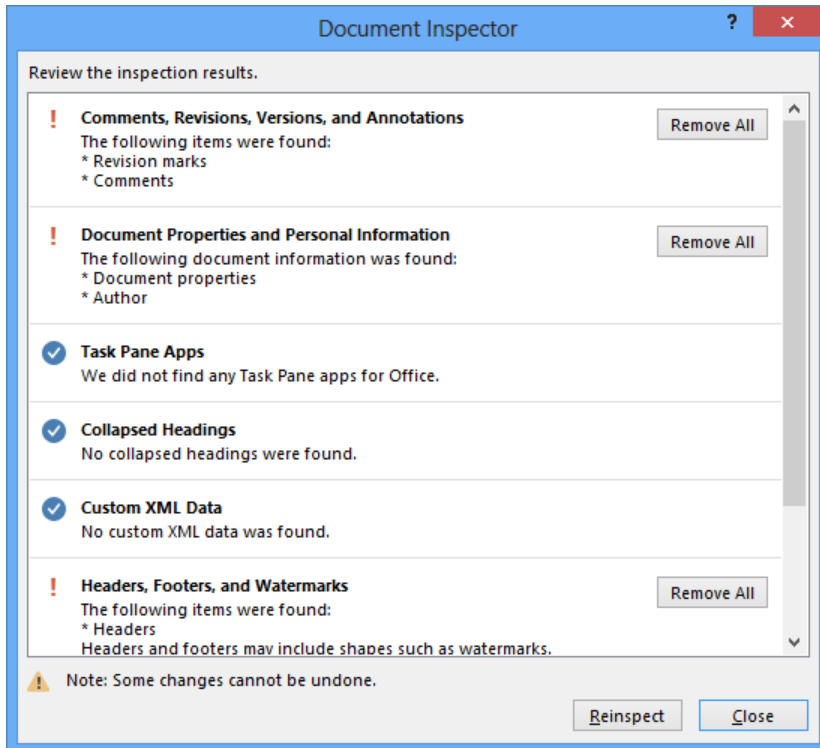 Document Inspector
?
Review the inspection results.
! Comments, Revisions, Versions, and Annotations
Remove All
The following items were found:
* Revision marks
* Comments
! Document Properties and Personal Information
Remove All
The following document information was found:
* Document properties
* Author
Task Pane Apps
We did not find any Task Pane apps for Office.
Collapsed Headings
No collapsed headings were found.
Custom XML Data
No custom XML data was found.
! Headers, Footers, and Watermarks
Remove All
The following items were found:
* Headers
Headers and footers may include shapes such as watermarks.
Note: Some changes cannot be undone.
Reinspect
Close